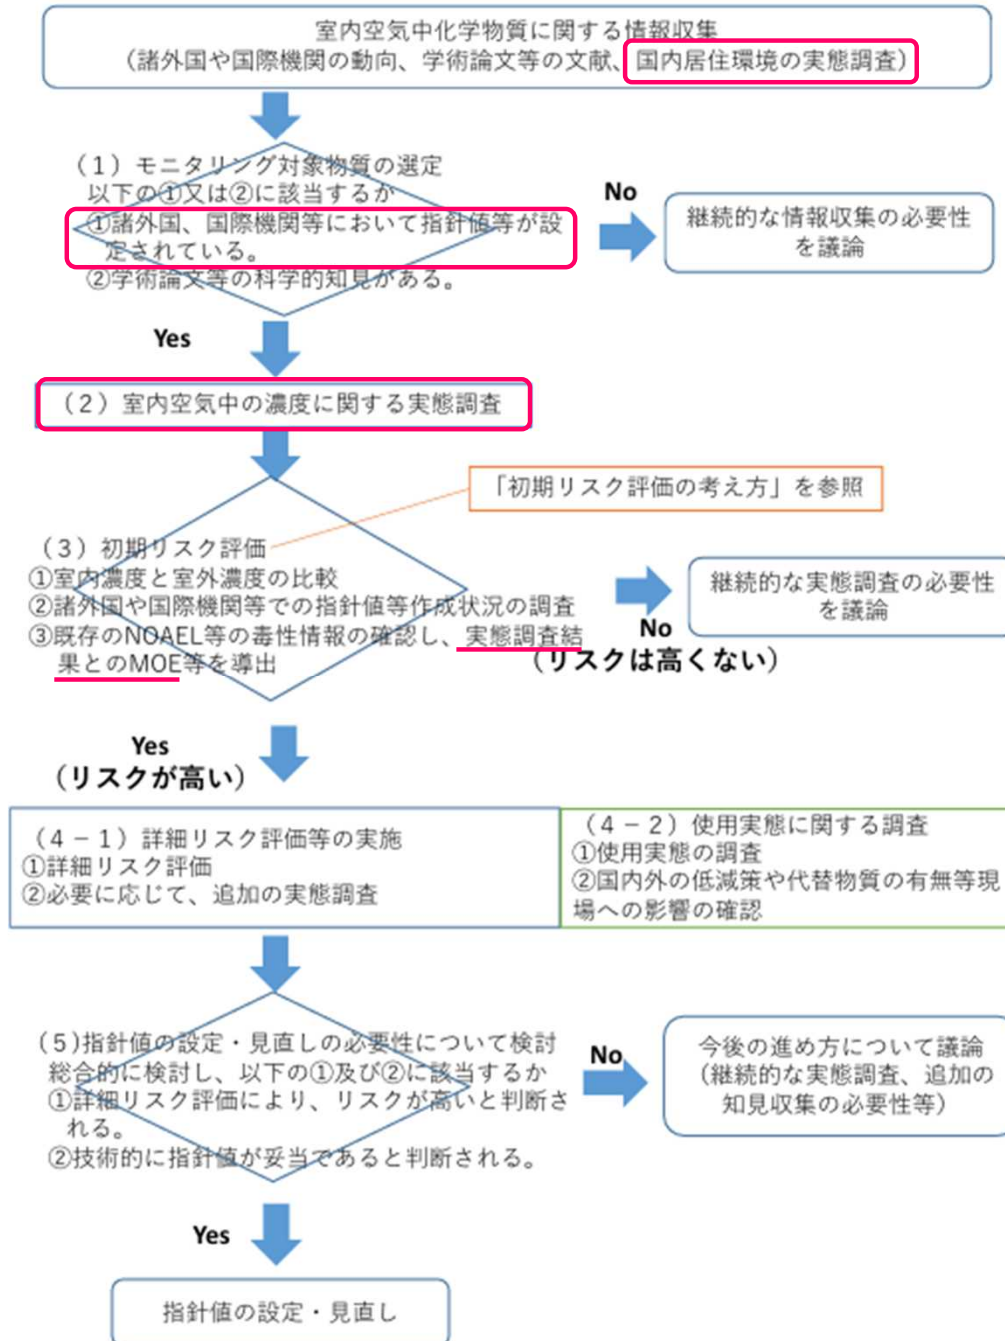 室内空気中化学物質に関する情報収集
（諸外国や国際機関の動向、学術論文等の文献、国内居住環境の実態調査）
（１）モニタリング対象物質の選定
以下の①又は②に該当するか
①諸外国、国際機関等において指針値等が設
定されている。
②学術論文等の科学的知見がある。
No
継続的な情報収集の必要性
を議論
Yes
（２）室内空気中の濃度に関する実態調査
「初期リスク評価の考え方」を参照
（３）初期リスク評価
①室内濃度と室外濃度の比較
②諸外国や国際機関等での指針値等作成状況の調査
③既存のNOAEL等の毒性情報の確認し、実態調査結
果とのMOE等を導出
No
（リスクは高くない）
継続的な実態調査の必要性
を議論
Yes
（リスクが高い）
（４－１）詳細リスク評価等の実施
①詳細リスク評価
②必要に応じて、追加の実態調査
（４－２）使用実態に関する調査
①使用実態の調査
②国内外の低減策や代替物質の有無等現
場への影響の確認
（５)指針値の設定・見直しの必要性について検討
総合的に検討し、以下の①及び②に該当するか
①詳細リスク評価により、リスクが高いと判断さ
れる。
②技術的に指針値が妥当であると判断される。
No
今後の進め方について議論
（継続的な実態調査、追加の
知見収集の必要性等）
Yes
指針値の設定・見直し